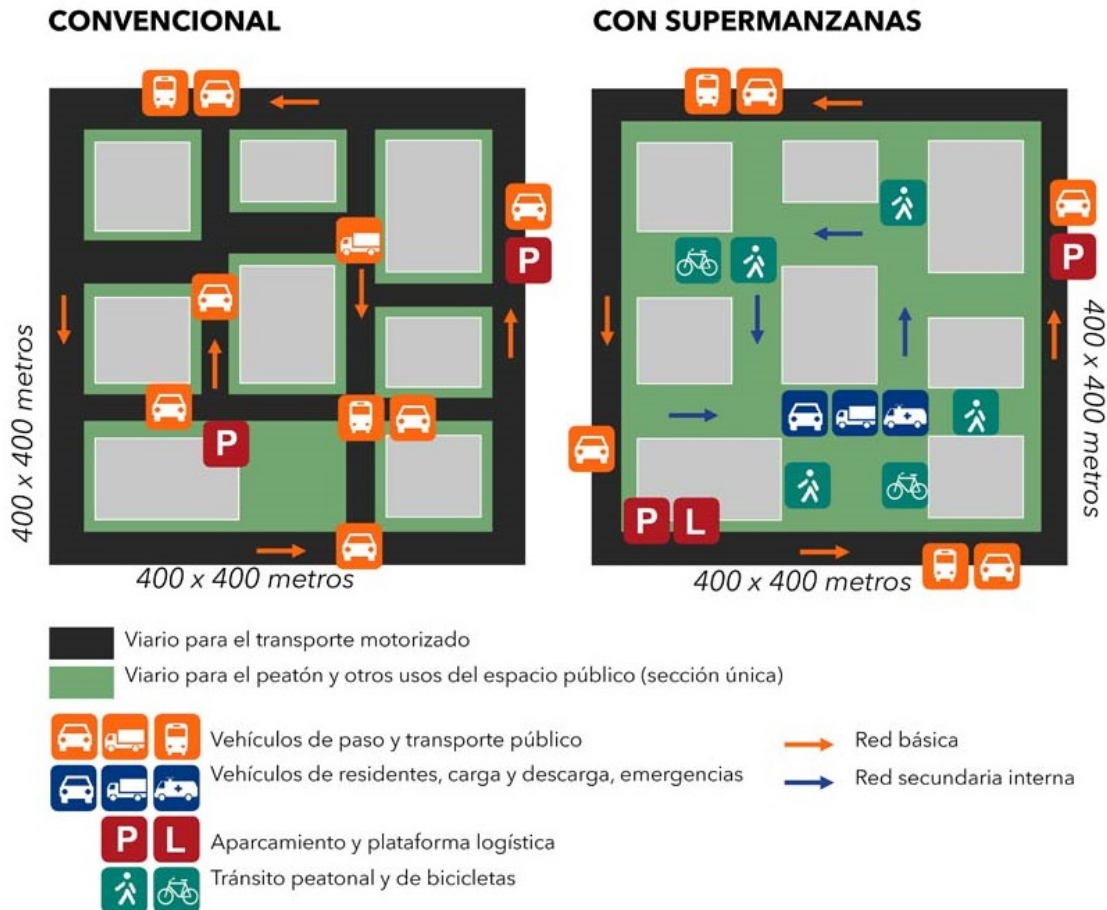 CONVENCIONAL
CON SUPERMANZANAS
P
P
400 x 400 metros
400 x 400 metros
P
P L
400 x 400 metros
400 x 400 metros
Viario para el transporte motorizado
Viario para el peatón y otros usos del espacio público (sección única)
Vehículos de paso y transporte público
Red básica
Vehículos de residentes, carga y descarga, emergencias
Red secundaria interna
P L
Aparcamiento y plataforma logística
Tránsito peatonal y de bicicletas